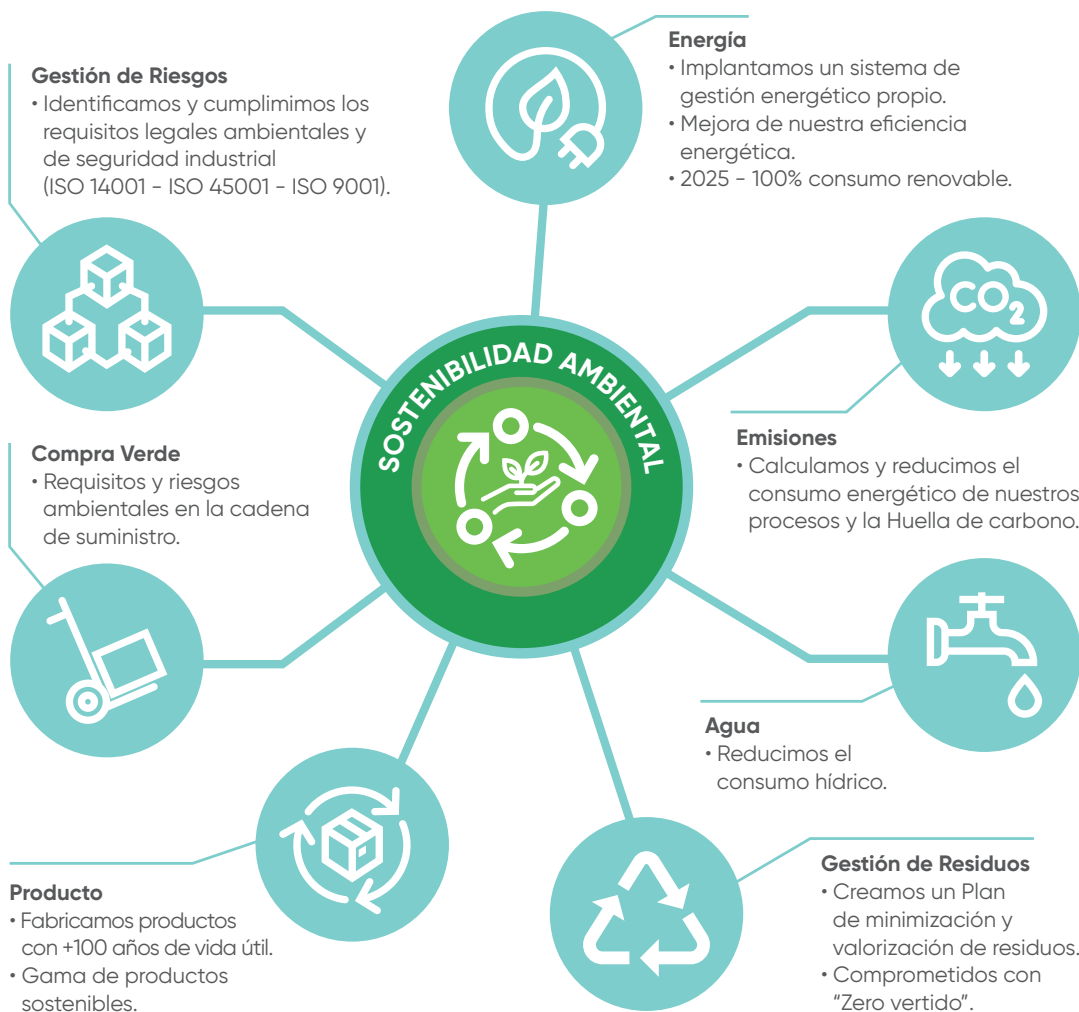 Energía
• Implantamos un sistema de
gestión energético propio.
• Mejora de nuestra eficiencia
energética.
• 2025 - 100% consumo renovable.
Gestión de Riesgos
• Identificamos y cumplimimos los
requisitos legales ambientales y
de seguridad industrial
(ISO 14001 - ISO 45001 - ISO 9001).
CO2
SOSTENIBILIDAD AMBIENTAL
Emisiones
• Calculamos y reducimos el
consumo energético de nuestros
procesos y la Huella de carbono.
Compra Verde
• Requisitos y riesgos
ambientales en la cadena
de suministro.
Agua
• Reducimos el
consumo hídrico.
Producto
• Fabricamos productos
con +100 años de vida útil.
• Gama de productos
sostenibles.
Gestión de Residuos
• Creamos un Plan
de minimización y
valorización de residuos.
• Comprometidos con
“Zero vertido”.